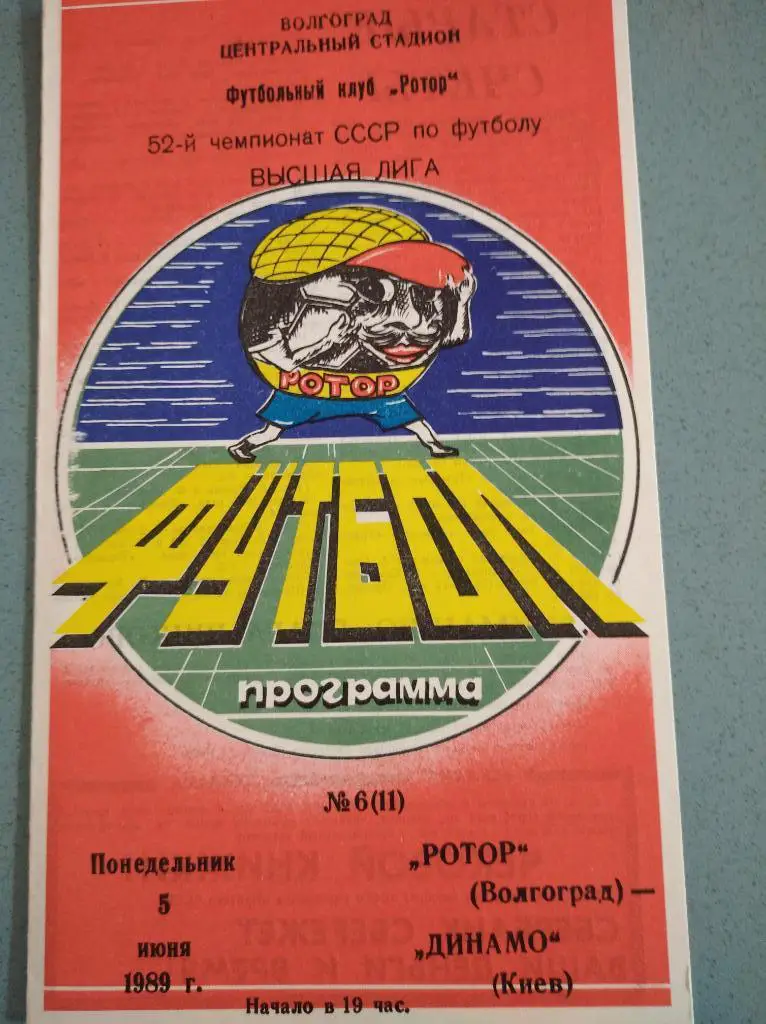 ВОЛГОГРАД
ЦЕНТРАЛЬНЫЙ СТАДИОН
Футбольный клуб „Ротор“
52-й чемпионат СССР по футболу
ВЫСШАЯ ЛИГА
РОТОР
ФУТБОЛ
программа
№ 6(11)
Понедельник
5
июня
1989 г.
„РОТОР“
(Волгоград) —
„ДИНАМО“
(Киев)
Начало в 19 час.